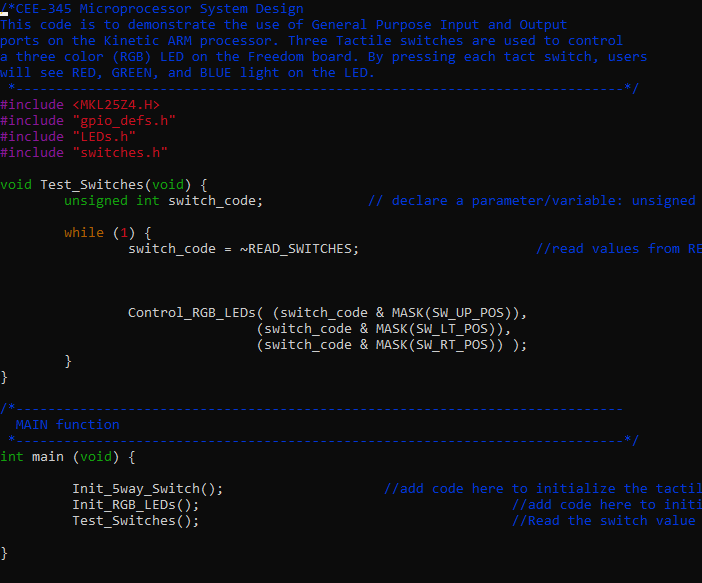 /*CEE-345 Microprocessor System Design
This code is to demonstrate the use of General Purpose Input and Output
ports on the Kinetic ARM processor. Three Tactile switches are used to control
a three color (RGB) LED on the Freedom board. By pressing each tact switch, users
will see RED, GREEN, and BLUE light on the LED.
 *----------------------------------------------------------------------------*/
#include <MKL25Z4.H>
#include "gpio_defs.h"
#include "LEDs.h"
#include "switches.h"

void Test_Switches(void) {
        unsigned int switch_code;             // declare a parameter/variable: unsigned

        while (1) {
                switch_code = ~READ_SWITCHES;                      //read values from RE

                Control_RGB_LEDs( (switch_code & MASK(SW_UP_POS)),
                                (switch_code & MASK(SW_LT_POS)),
                                (switch_code & MASK(SW_RT_POS)) );
        }
}

/*----------------------------------------------------------------------------
  MAIN function
 *----------------------------------------------------------------------------*/
int main (void) {

         Init_5way_Switch();                    //add code here to initialize the tactil
         Init_RGB_LEDs();                                       //add code here to initi
         Test_Switches();                                       //Read the switch value

}